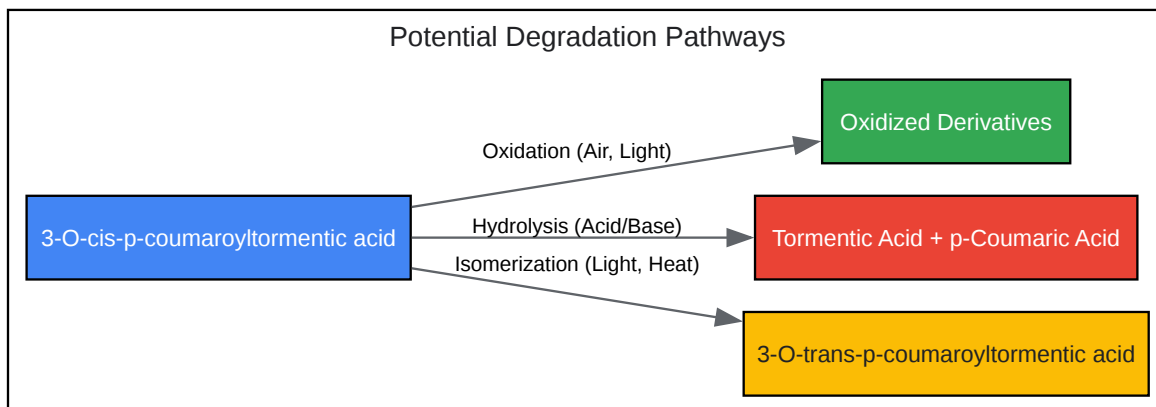 Potential Degradation Pathways
Oxidized Derivatives
Oxidation (Air, Light)
3-O-cis-p-coumaroyltormentic acid
Hydrolysis (Acid/Base)
Tormentic Acid + p-Coumaric Acid
Isomerization (Light, Heat)
3-O-trans-p-coumaroyltormentic acid